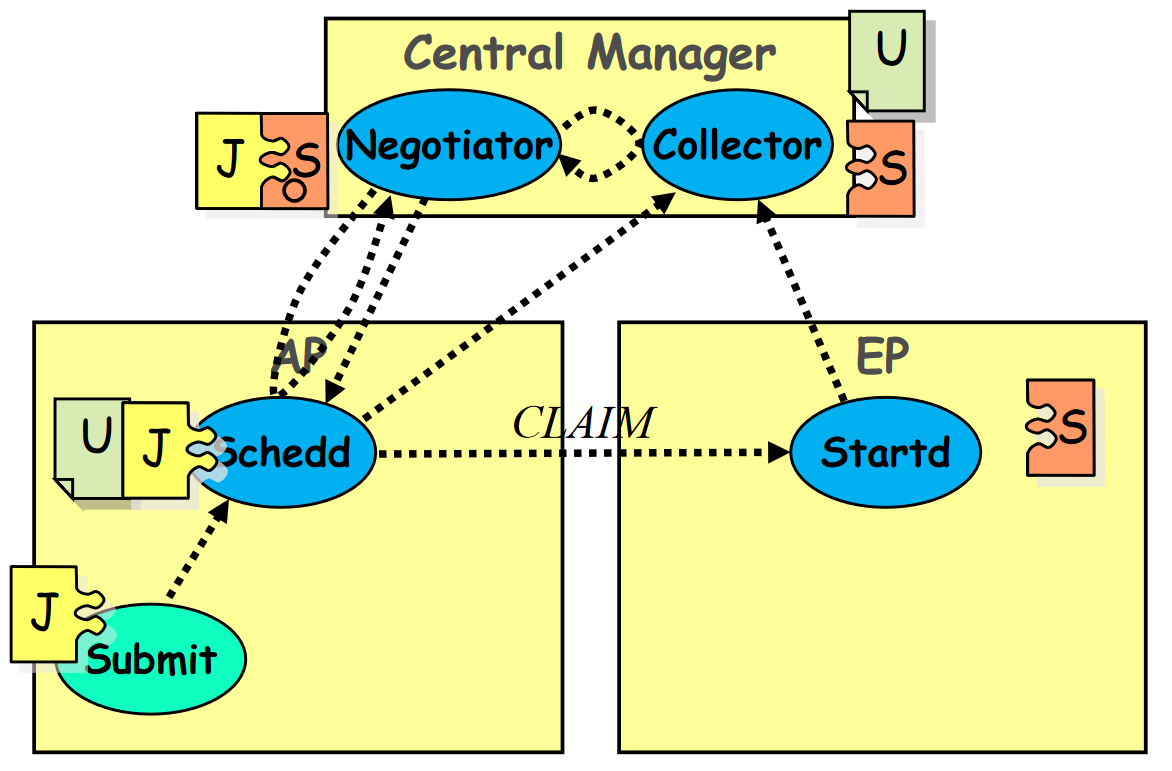 Central Manager
U
J
S
Negotiator
Collector
S
AP
EP
U
J
Schedd
CLAIM
Startd
S
J
Submit